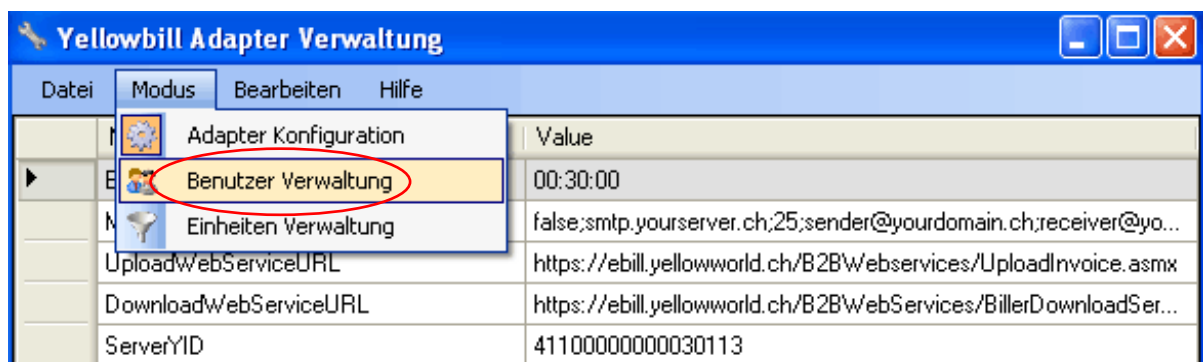 Yellowbill Adapter Verwaltung
Datei Modus Bearbeiten Hilfe
Adapter Konfiguration Value
Benutzer Verwaltung 00:30:00
Einheiten Verwaltung false;smtp.yourserver.ch;25;sender@yourdomain.ch;receiver@yo...
UploadWebServiceURL https://ebill.yellowworld.ch/B2BWebservices/UploadInvoice.asmx
DownloadWebServiceURL https://ebill.yellowworld.ch/B2BWebServices/BillerDownloadSer...
ServerYID 41100000000030113